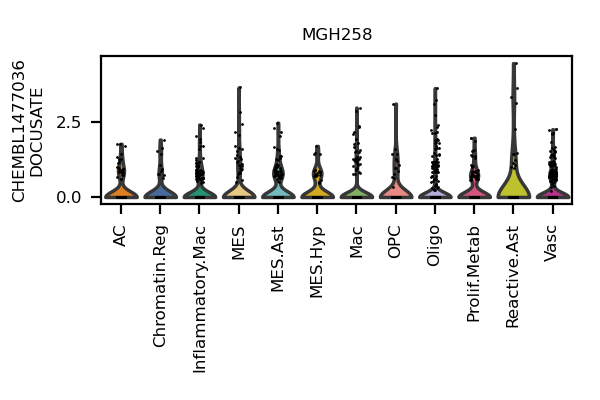 MGH258
CHEMBL1477036
DOCUSATE
2.5
0.0
AC
Chromatin.Reg
Inflammatory.Mac
MES
MES.Ast
MES.Hyp
Mac
OPC
Oligo
Prolif.Metab
Reactive.Ast
Vasc